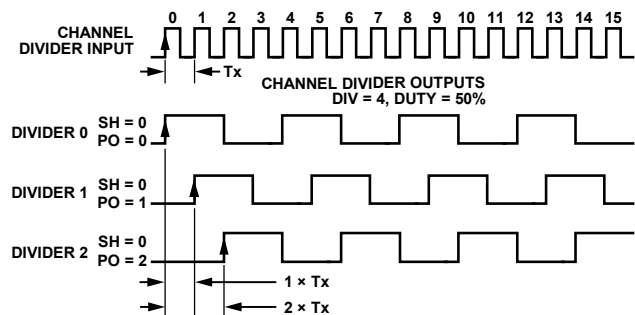 0 1 2 3 4 5 6 7 8 9 10 11 12 13 14 15
CHANNEL
DIVIDER INPUT
Tx
CHANNEL DIVIDER OUTPUTS
DIV = 4, DUTY = 50%
DIVIDER 0 SH = 0
PO = 0
DIVIDER 1 SH = 0
PO = 1
DIVIDER 2 SH = 0
PO = 2
1 × Tx
2 × Tx